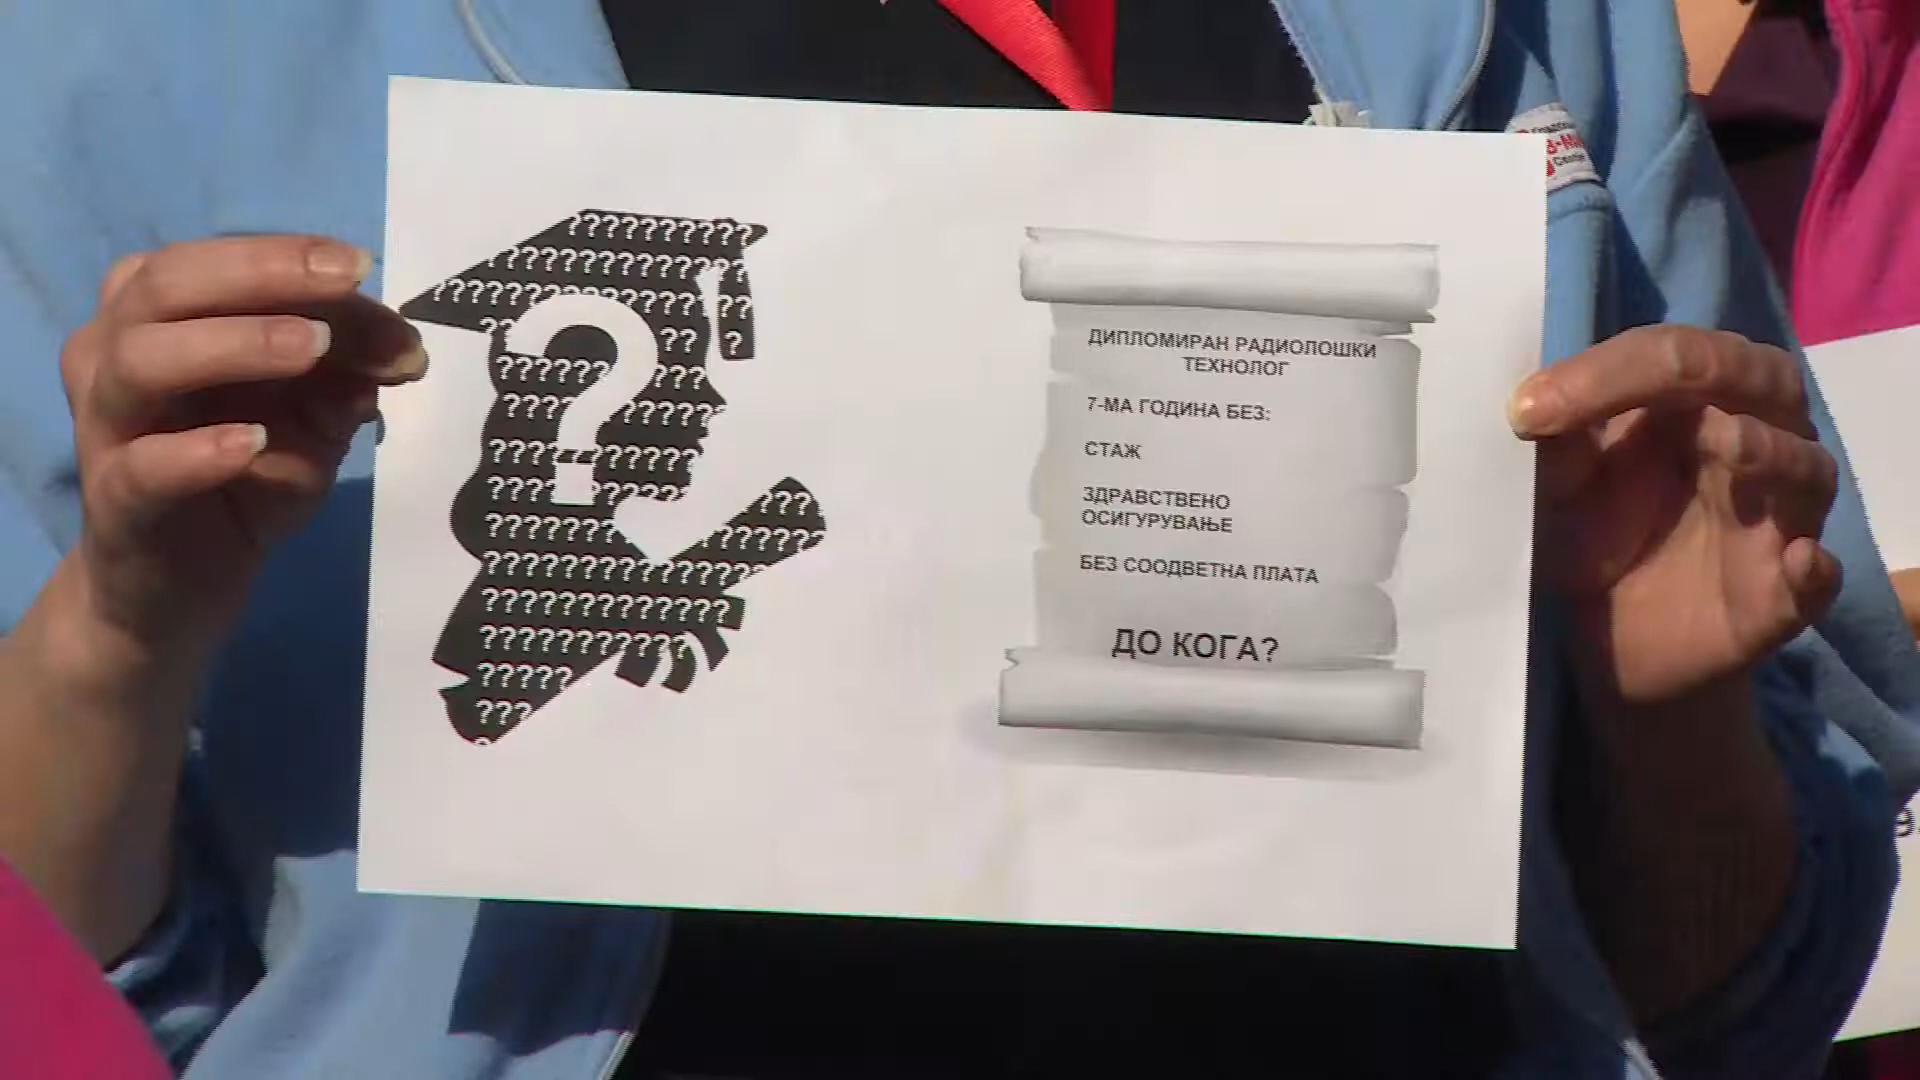 ДИПЛОМИРАН РАДИОЛОШКИ
ТЕХНОЛОГ
7-МА ГОДИНА БЕЗ:
СТАЖ
ЗДРАВСТВЕНО
ОСИГУРУВАЊЕ
БЕЗ СООДВЕТНА ПЛАТА
ДО КОГА?